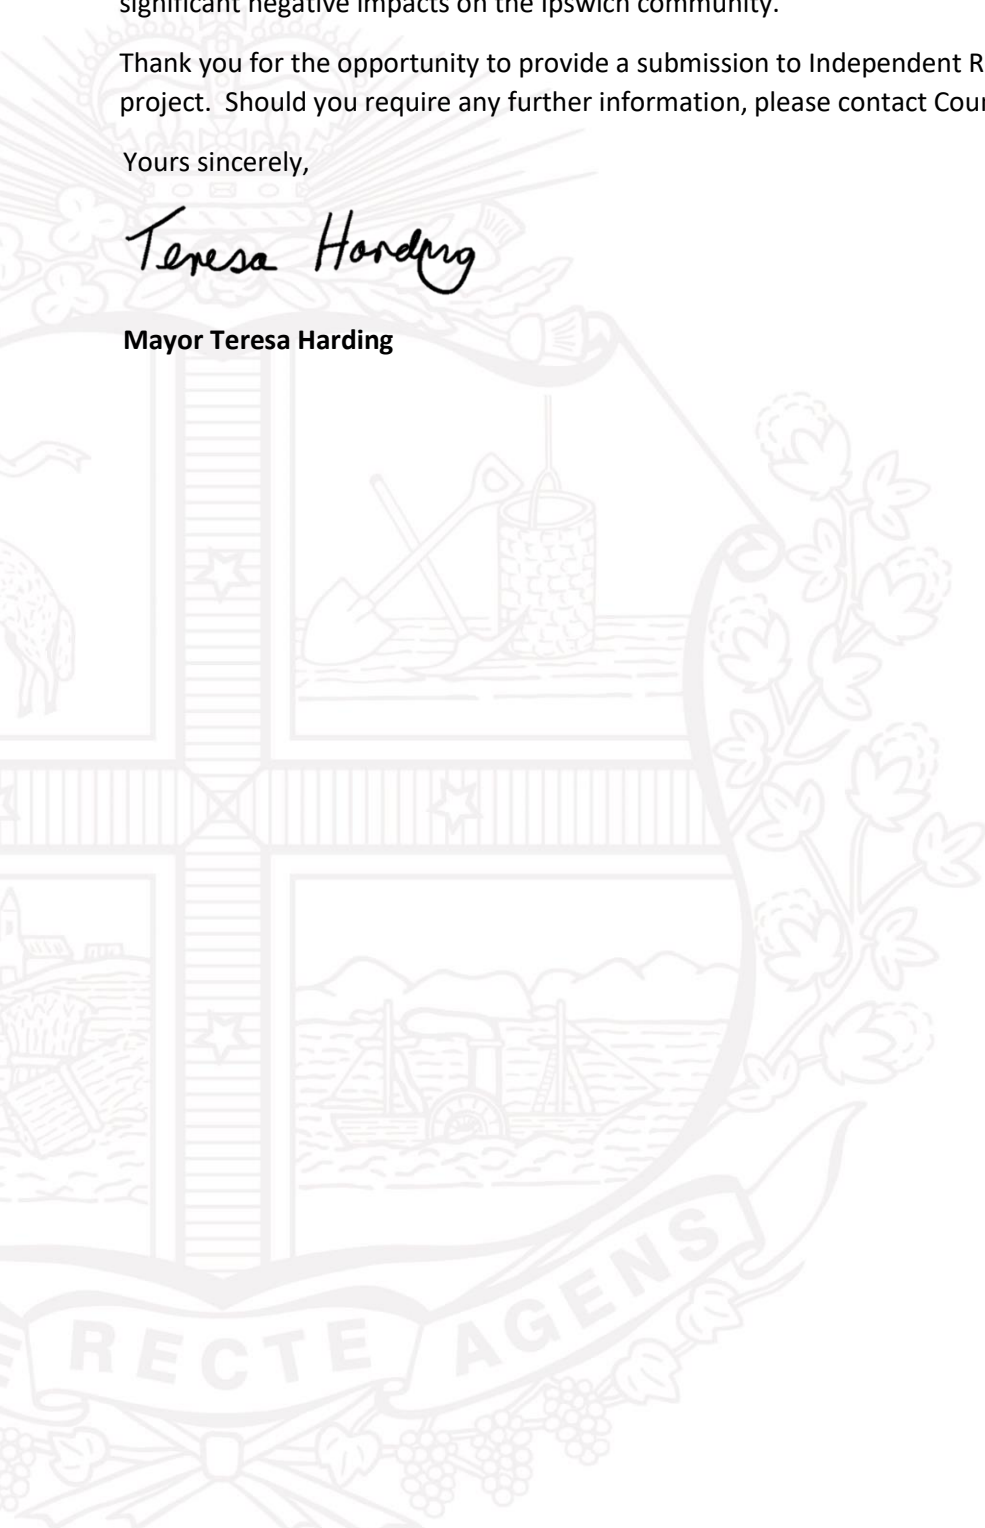 significant negative impacts on the Ipswich community.
Thank you for the opportunity to provide a submission to Independent R
project.  Should you require any further information, please contact Cour
Yours sincerely,
Teresa Harding
Mayor Teresa Harding
E RECTE AGENS